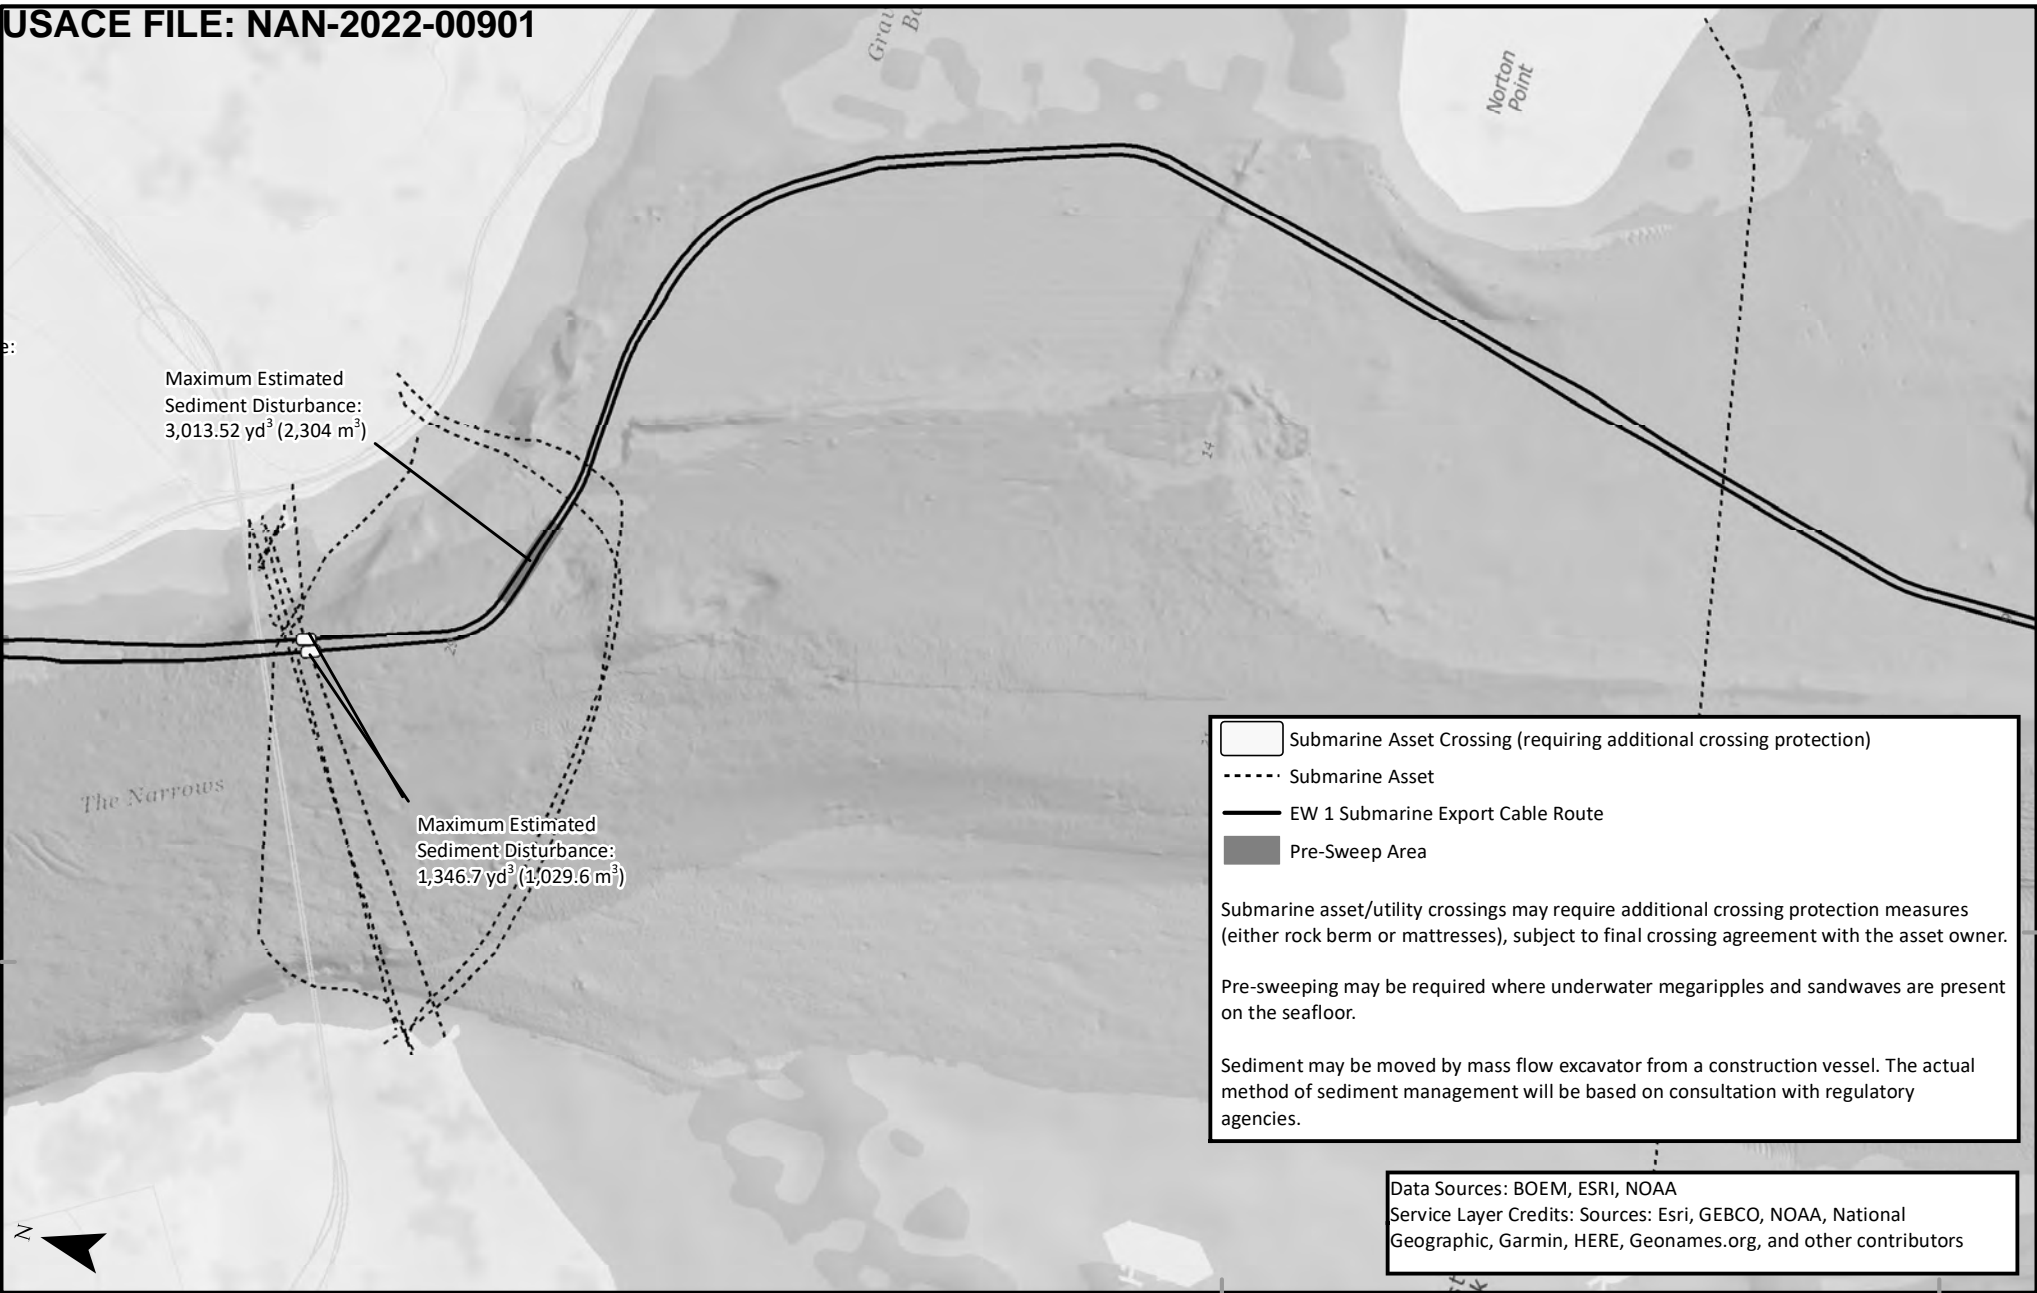 USACE FILE: NAN-2022-00901
Norton
Point
e:
Maximum Estimated
Sediment Disturbance:
3,013.52 yd³ (2,304 m³)
14
The Narrows
Maximum Estimated
Sediment Disturbance:
1,346.7 yd³ (1,029.6 m³)
Submarine Asset Crossing (requiring additional crossing protection)
Submarine Asset
EW 1 Submarine Export Cable Route
Pre-Sweep Area
Submarine asset/utility crossings may require additional crossing protection measures
(either rock berm or mattresses), subject to final crossing agreement with the asset owner.
Pre-sweeping may be required where underwater megaripples and sandwaves are present
on the seafloor.
Sediment may be moved by mass flow excavator from a construction vessel. The actual
method of sediment management will be based on consultation with regulatory
agencies.
Data Sources: BOEM, ESRI, NOAA
Service Layer Credits: Sources: Esri, GEBCO, NOAA, National
Geographic, Garmin, HERE, Geonames.org, and other contributors
N